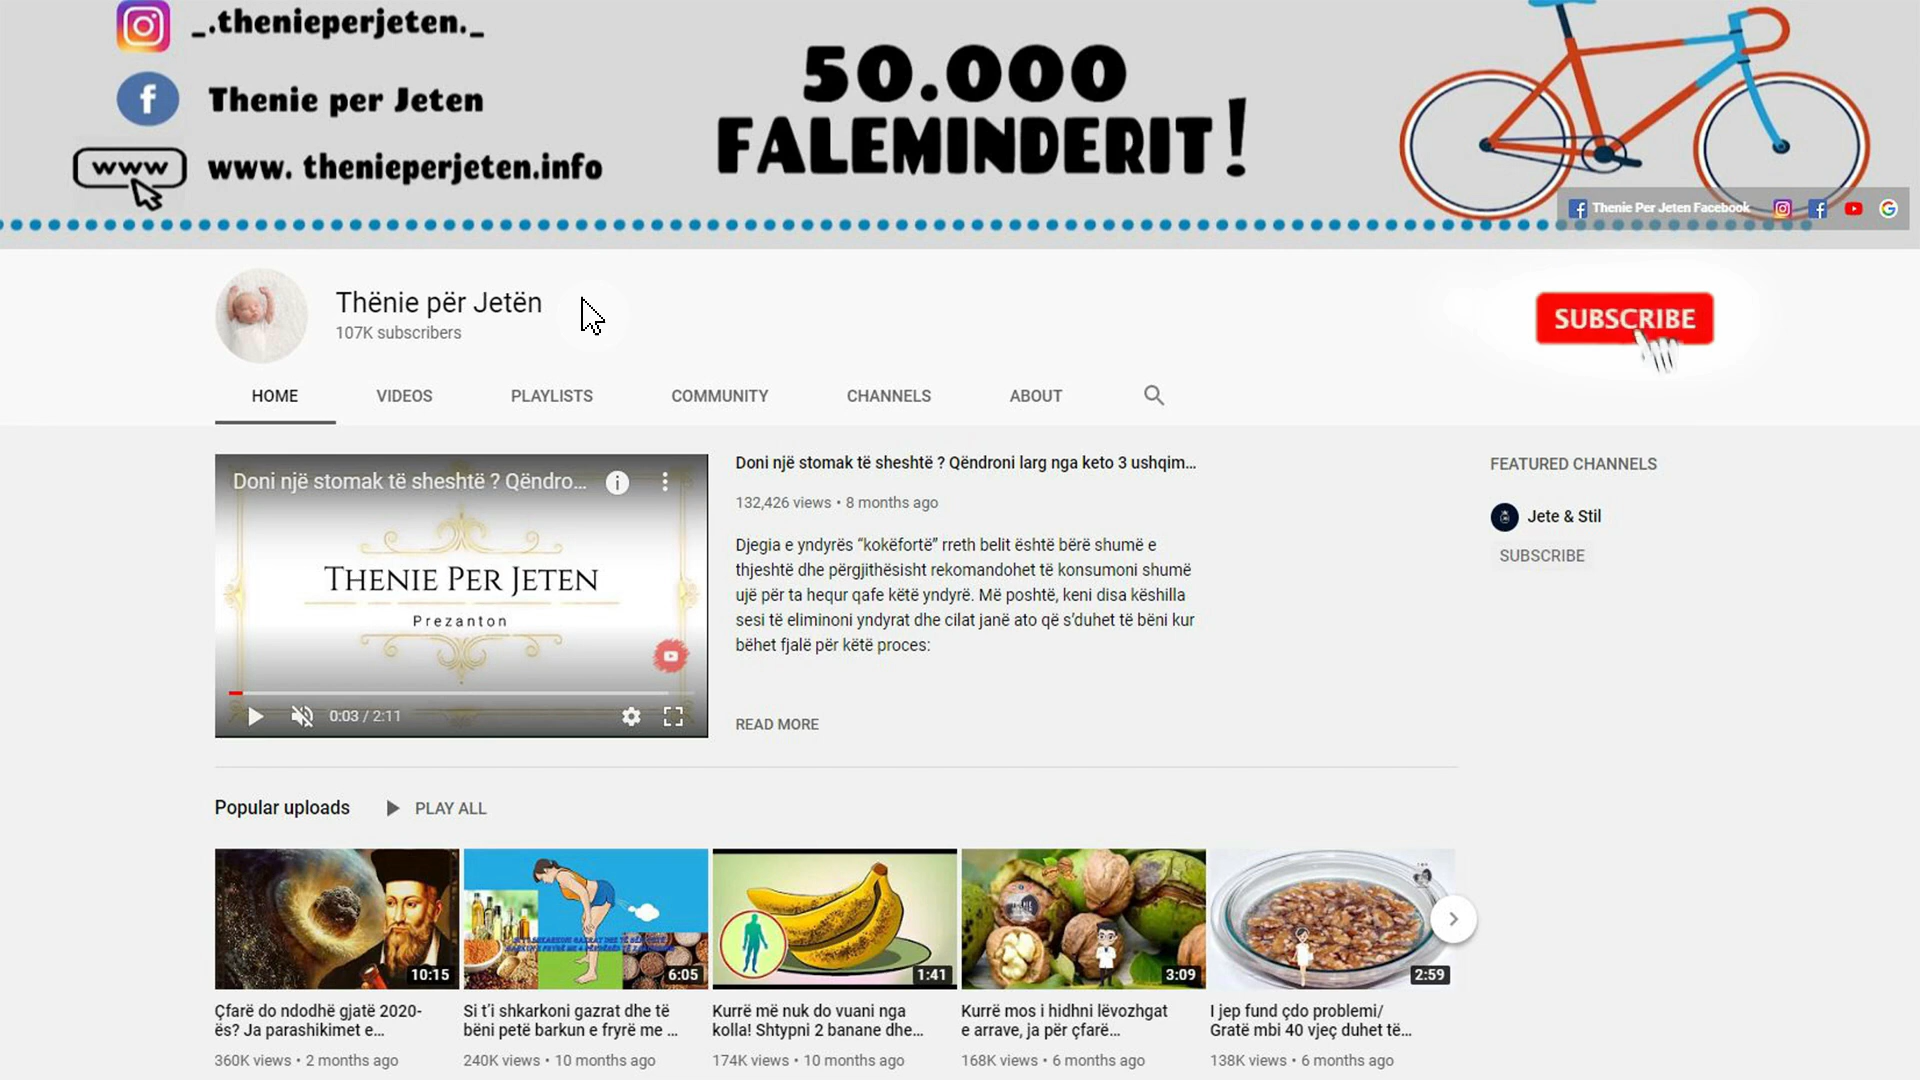 _.thenieperjeten._
Thenie per Jeten
www
www. thenieperjeten.info
50.000
FALEMINDERIT!
Thenie Per Jeten Facebook
Thënie për Jetën
107K subscribers
SUBSCRIBE
HOME
VIDEOS
PLAYLISTS
COMMUNITY
CHANNELS
ABOUT
Doni një stomak të sheshtë ? Qëndro...
THENIE PER JETEN
Prezanton
0:03 / 2:11
Doni një stomak të sheshtë ? Qëndroni larg nga keto 3 ushqim...
132,426 views • 8 months ago
Djegia e yndyrës “kokëfortë” rreth belit është bërë shumë e
thjeshtë dhe përgjithësisht rekomandohet të konsumoni shumë
ujë për ta hequr qafe këtë yndyrë. Më poshtë, keni disa këshilla
sesi të eliminoni yndyrat dhe cilat janë ato që s’duhet të bëni kur
bëhet fjalë për këtë proces:
READ MORE
FEATURED CHANNELS
Jete & Stil
SUBSCRIBE
Popular uploads
PLAY ALL
10:15
Çfarë do ndodhë gjatë 2020-
ës? Ja parashikimet e...
360K views • 2 months ago
6:05
Si t’i shkarkoni gazrat dhe të
bëni petë barkun e fryrë me ...
240K views • 10 months ago
1:41
Kurrë më nuk do vuani nga
kolla! Shtypni 2 banane dhe...
174K views • 10 months ago
3:09
Kurrë mos i hidhni lëvozhgat
e arrave, ja për çfarë...
168K views • 6 months ago
2:59
I jep fund çdo problemi/
Gratë mbi 40 vjeç duhet të...
138K views • 6 months ago